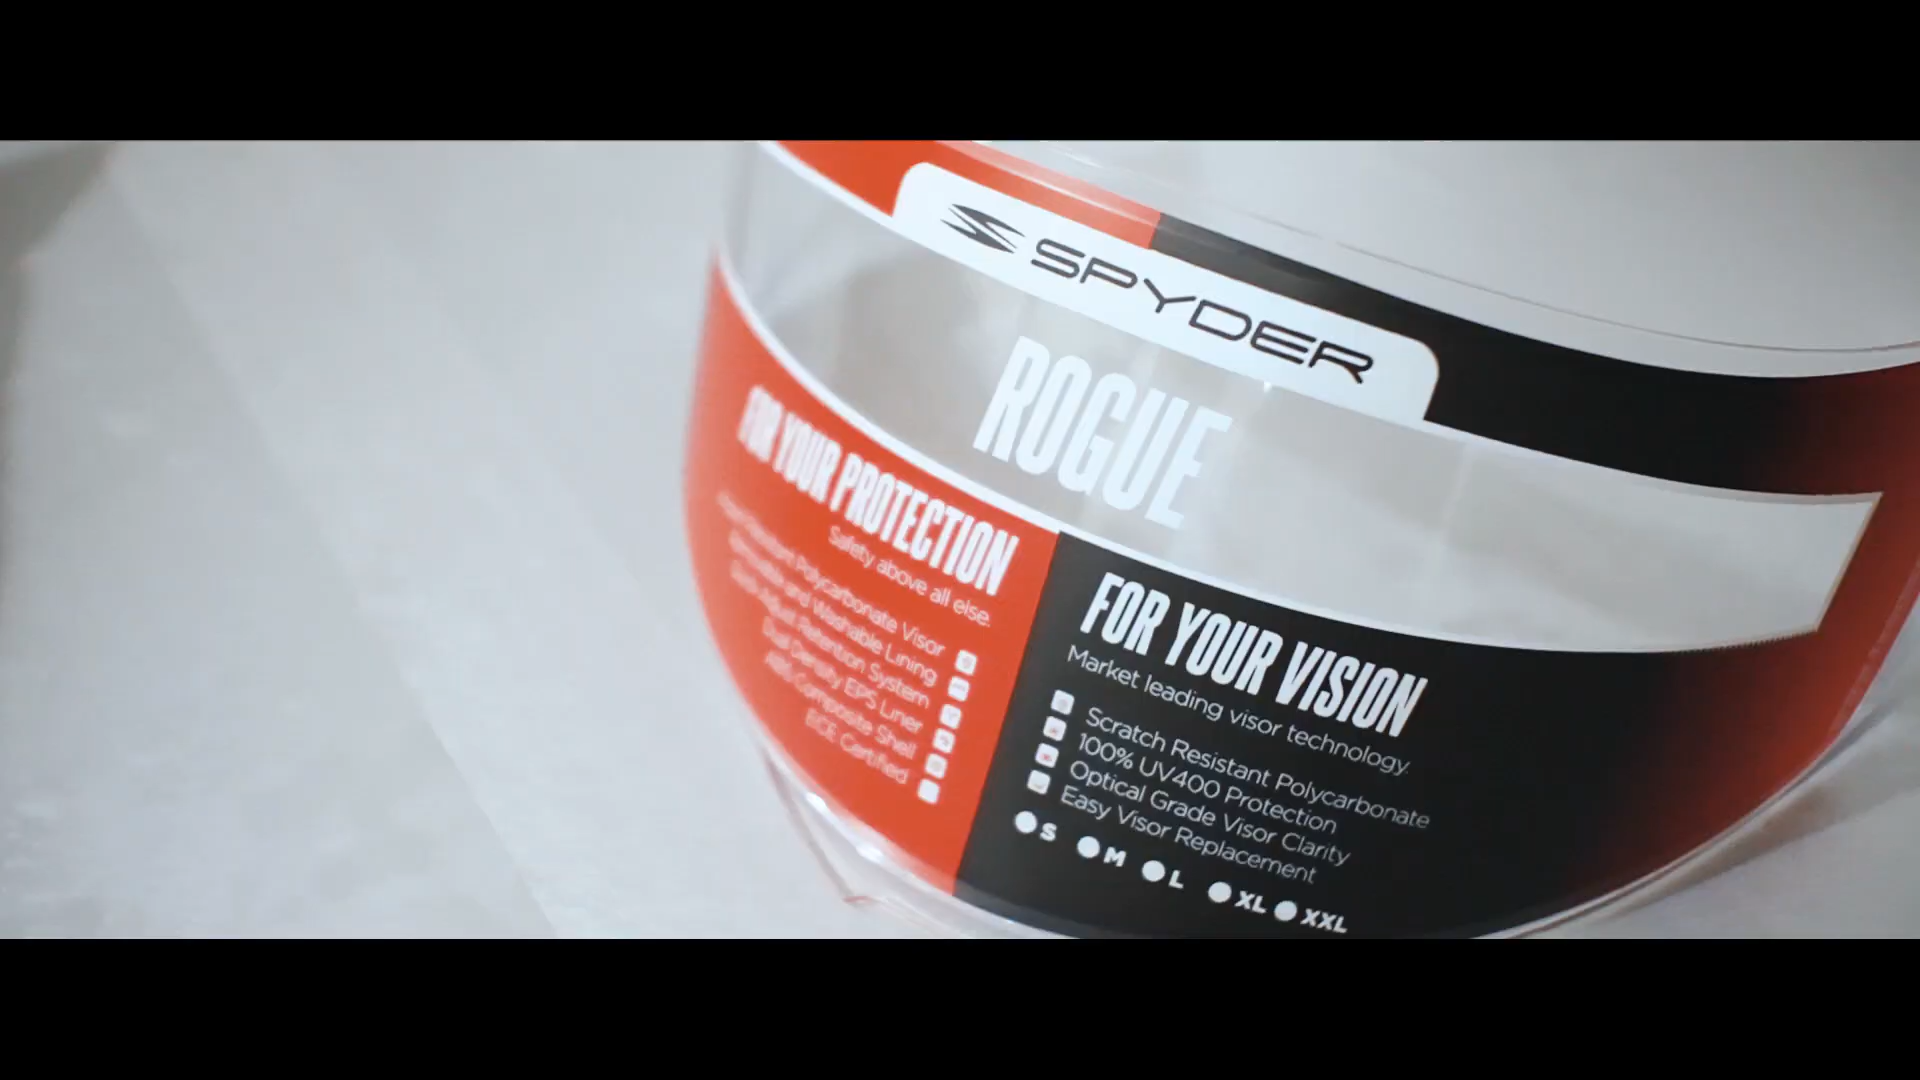 SPYDER
ROGUE
FOR YOUR PROTECTION
Safety above all else.
Polycarbonate Visor
and Washable Lining
Retention System
Dual Density EPS Liner
ABS Composite Shell
ECE Certified
FOR YOUR VISION
Market leading visor technology.
Scratch Resistant Polycarbonate
100% UV400 Protection
Optical Grade Visor Clarity
Easy Visor Replacement
S M L XL XXL